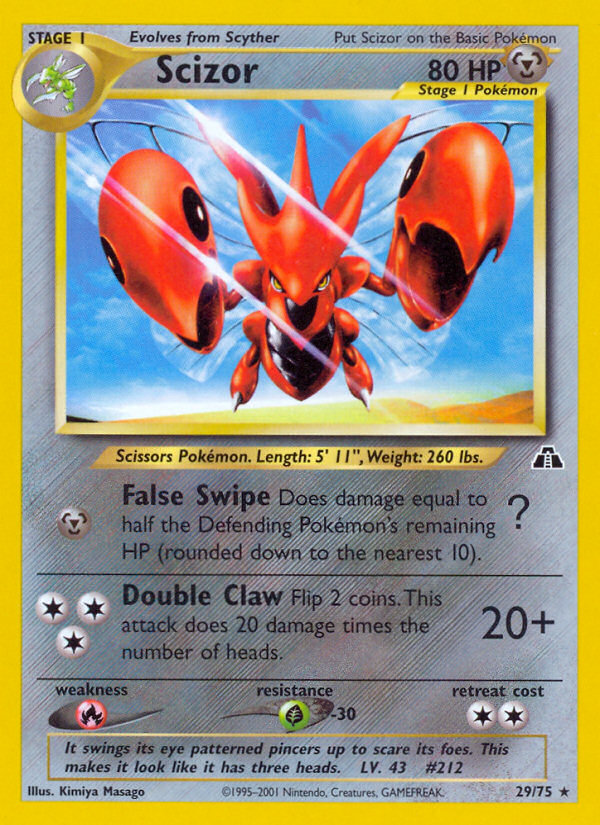 STAGE 1 Evolves from Scyther Put Scizor on the Basic Pokémon
Scizor 80 HP
Stage 1 Pokémon
Scissors Pokémon. Length: 5' 11", Weight: 260 lbs.
False Swipe Does damage equal to
half the Defending Pokémon's remaining
HP (rounded down to the nearest 10).
?
Double Claw Flip 2 coins. This
attack does 20 damage times the
number of heads.
20+
weakness resistance retreat cost
-30
It swings its eye patterned pincers up to scare its foes. This
makes it look like it has three heads. LV. 43 #212
Illus. Kimiya Masago ©1995-2001 Nintendo, Creatures, GAMEFREAK. 29/75 ★